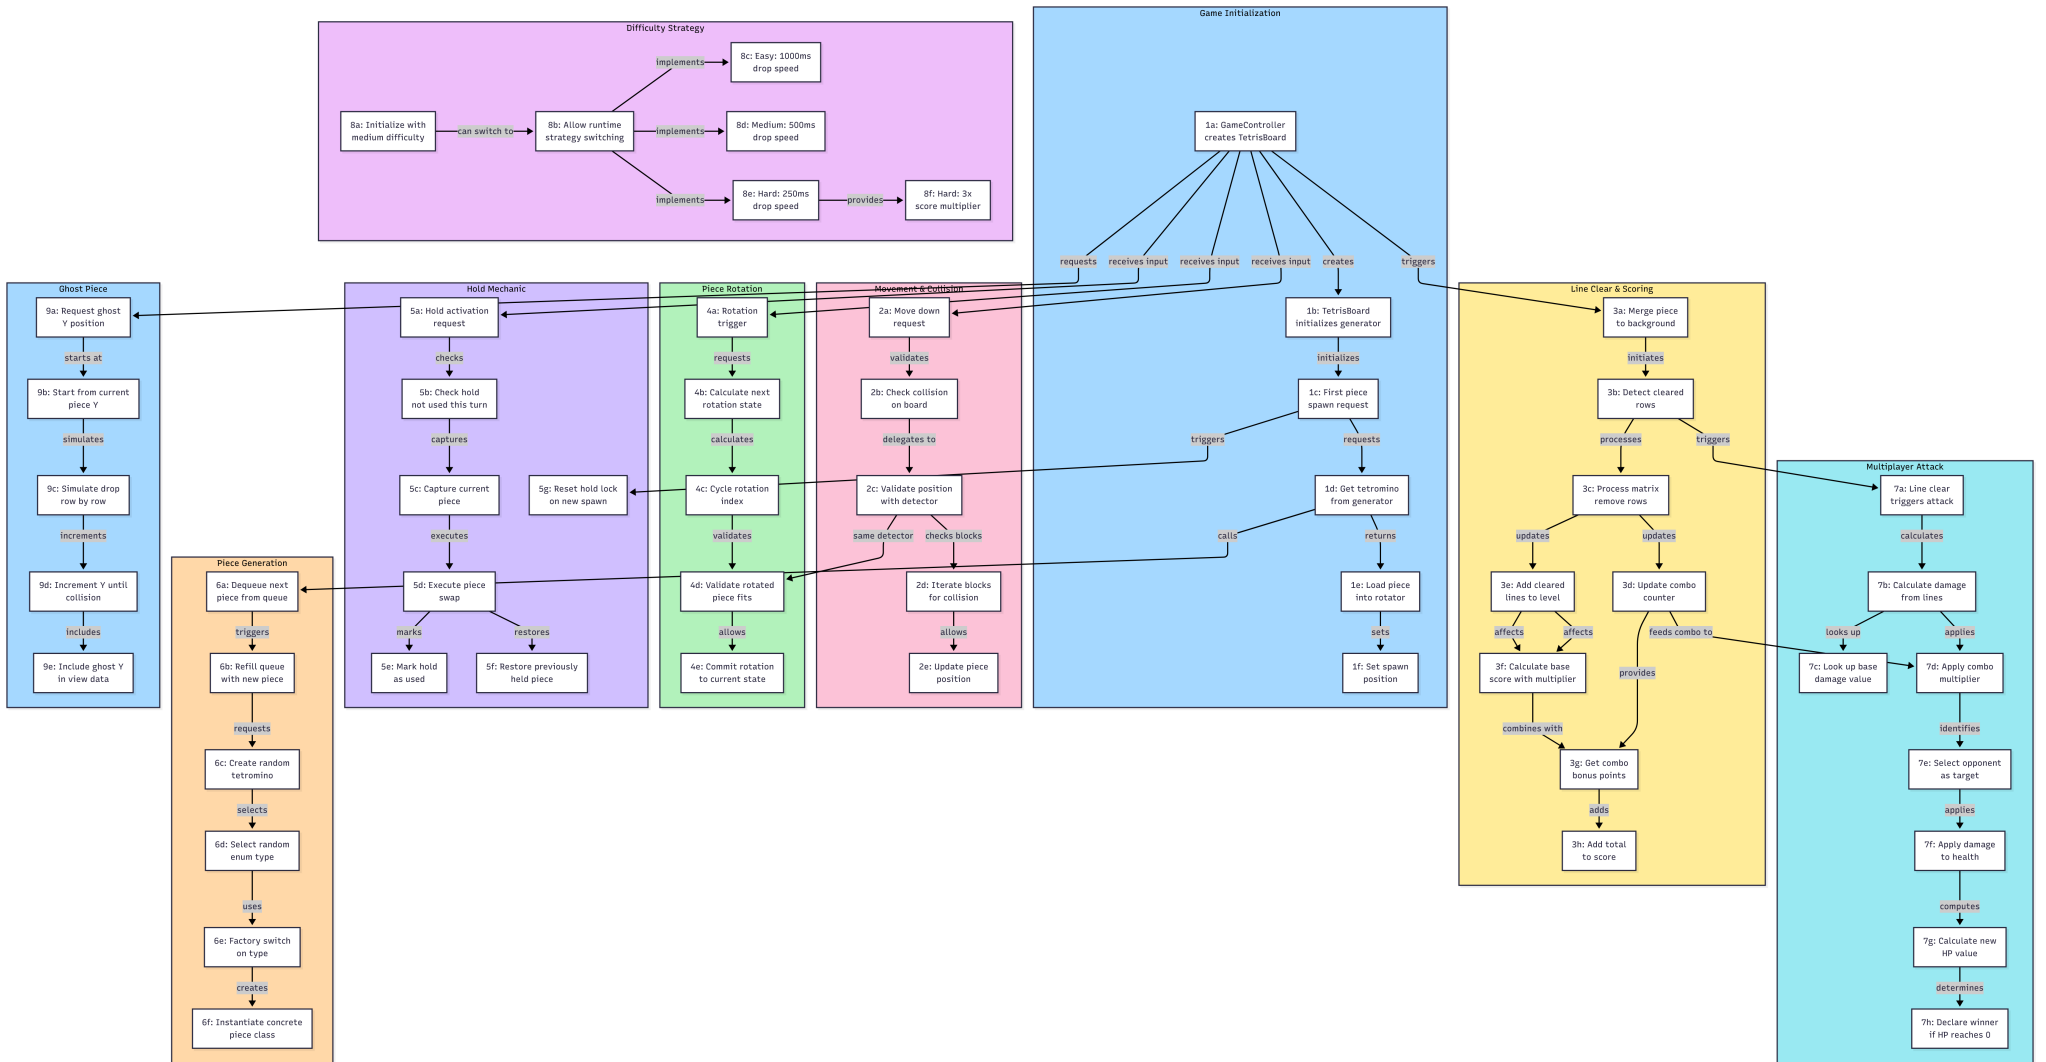 Difficulty Strategy
8a: Initialize with
medium difficulty
can switch to
8b: Allow runtime
strategy switching
implements
implements
implements
8c: Easy: 1000ms
drop speed
8d: Medium: 500ms
drop speed
8e: Hard: 250ms
drop speed
provides
8f: Hard: 3x
score multiplier
Game Initialization
1a: GameController
creates TetrisBoard
requests
receives input
receives input
receives input
creates
triggers
1b: TetrisBoard
initializes generator
initializes
1c: First piece
spawn request
triggers
requests
1d: Get tetromino
from generator
calls
returns
1e: Load piece
into rotator
sets
1f: Set spawn
position
Ghost Piece
9a: Request ghost
Y position
starts at
9b: Start from current
piece Y
simulates
9c: Simulate drop
row by row
increments
9d: Increment Y until
collision
includes
9e: Include ghost Y
in view data
Piece Generation
6a: Dequeue next
piece from queue
triggers
6b: Refill queue
with new piece
requests
6c: Create random
tetromino
selects
6d: Select random
enum type
uses
6e: Factory switch
on type
creates
6f: Instantiate concrete
piece class
Hold Mechanic
5a: Hold activation
request
checks
5b: Check hold
not used this turn
captures
5c: Capture current
piece
5g: Reset hold lock
on new spawn
executes
5d: Execute piece
swap
marks
restores
5e: Mark hold
as used
5f: Restore previously
held piece
Piece Rotation
4a: Rotation
trigger
requests
4b: Calculate next
rotation state
calculates
4c: Cycle rotation
index
validates
4d: Validate rotated
piece fits
allows
4e: Commit rotation
to current state
Movement & Collision
2a: Move down
request
validates
2b: Check collision
on board
delegates to
2c: Validate position
with detector
same detector
checks blocks
2d: Iterate blocks
for collision
allows
2e: Update piece
position
Line Clear & Scoring
3a: Merge piece
to background
initiates
3b: Detect cleared
rows
processes
triggers
3c: Process matrix
remove rows
updates
updates
3e: Add cleared
lines to level
3d: Update combo
counter
affects
affects
feeds combo to
3f: Calculate base
score with multiplier
provides
combines with
3g: Get combo
bonus points
adds
3h: Add total
to score
Multiplayer Attack
7a: Line clear
triggers attack
calculates
7b: Calculate damage
from lines
looks up
applies
7c: Look up base
damage value
7d: Apply combo
multiplier
identifies
7e: Select opponent
as target
applies
7f: Apply damage
to health
computes
7g: Calculate new
HP value
determines
7h: Declare winner
if HP reaches 0